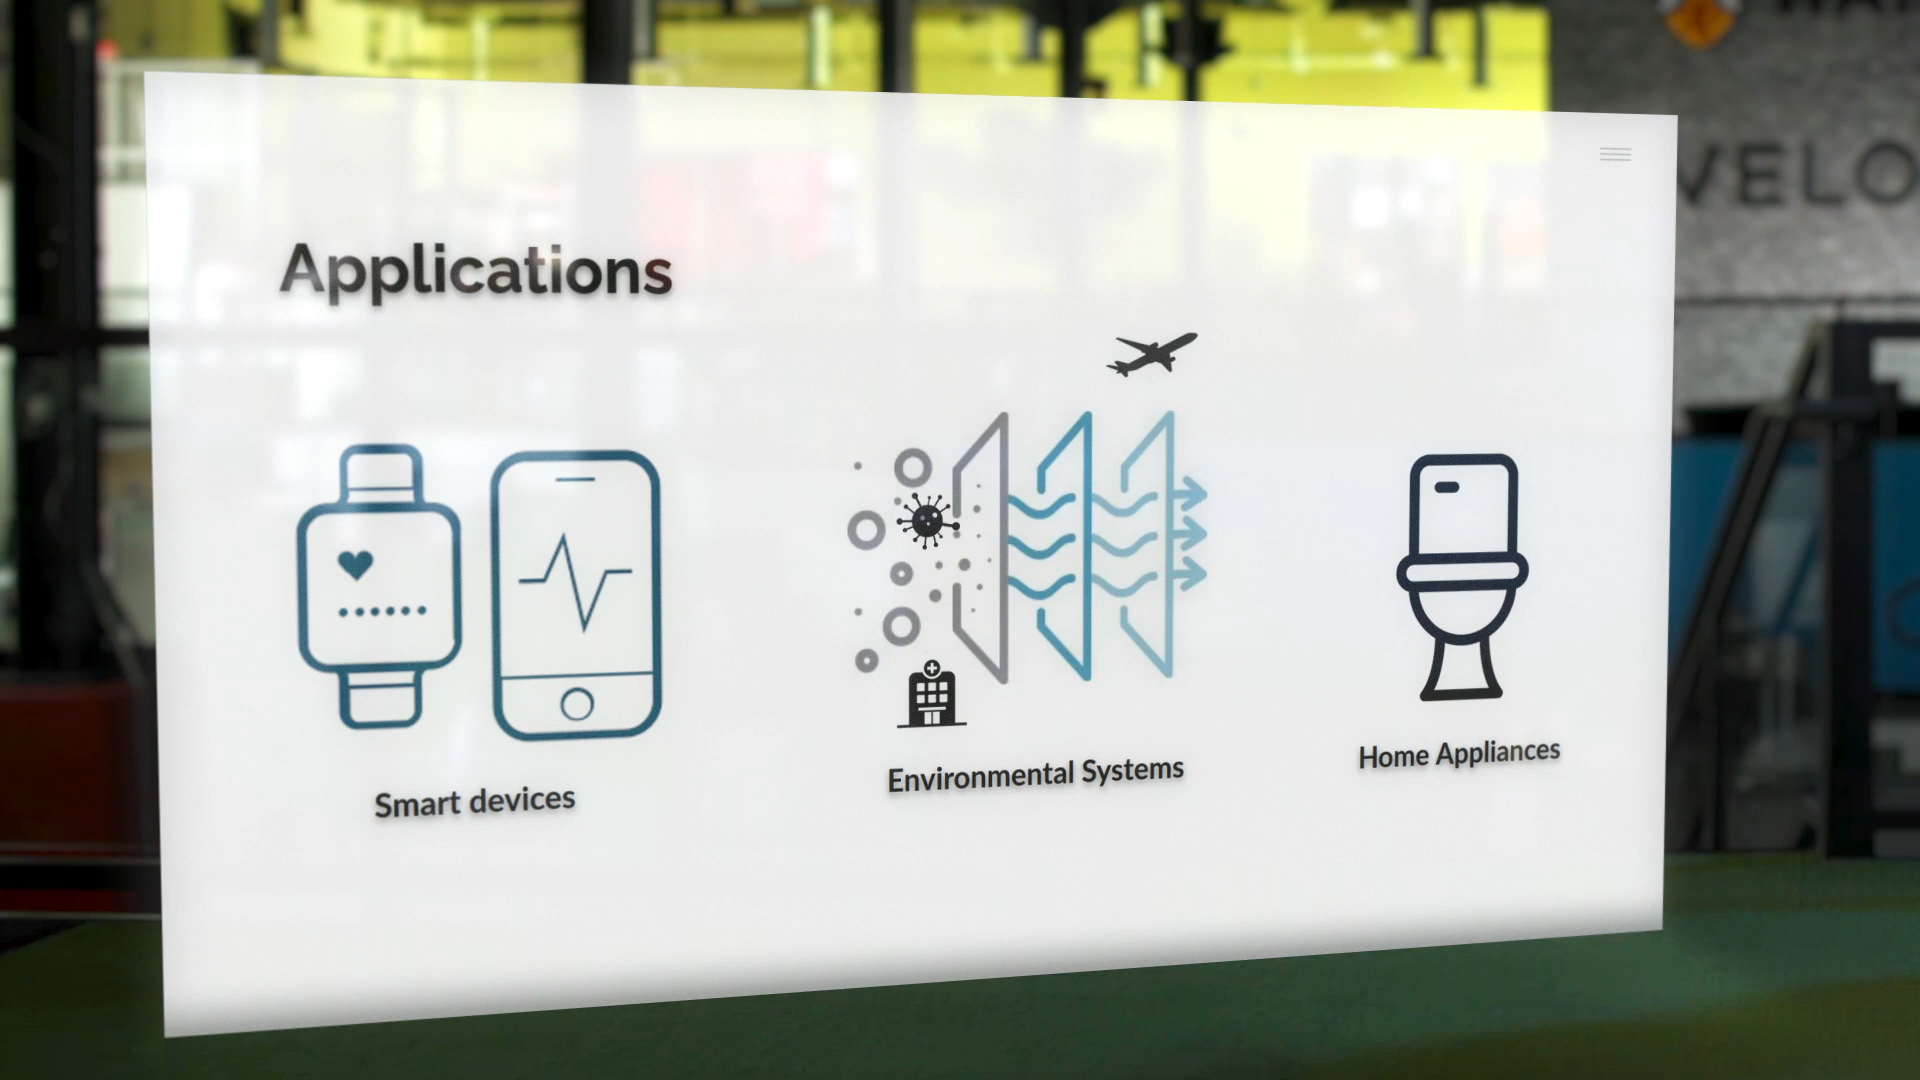 Applications
Smart devices
Environmental Systems
Home Appliances
VELO